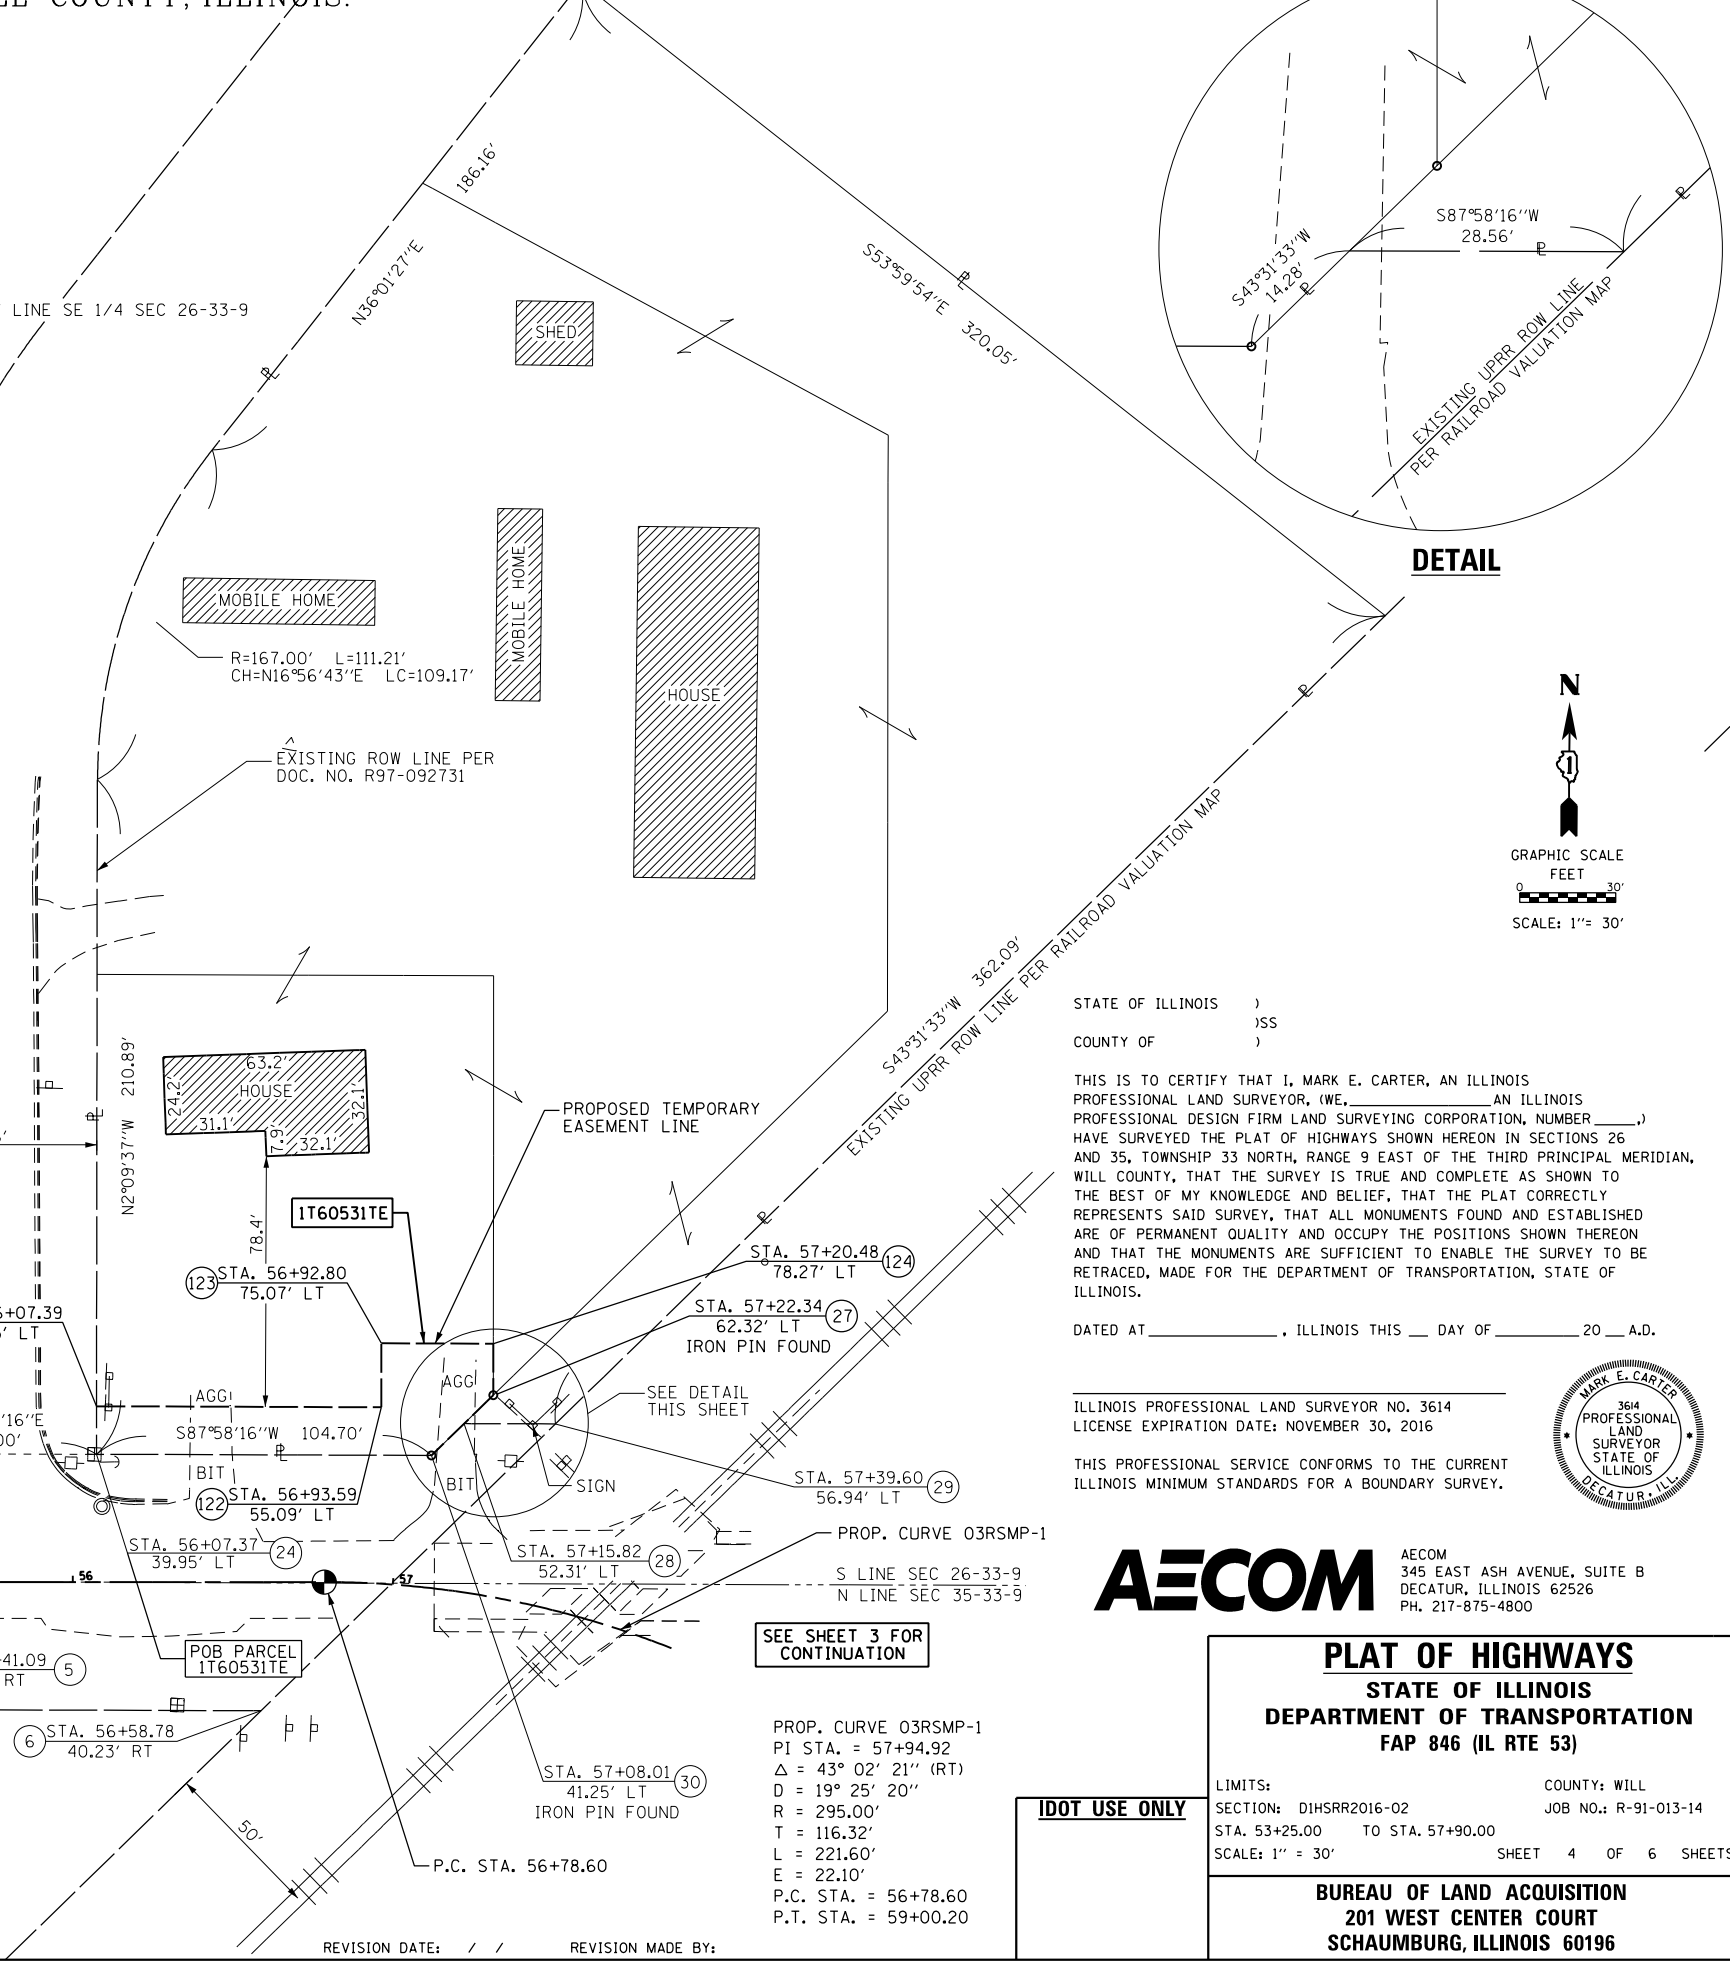 COUNTY, ILLINOIS.
LINE SE 1/4 SEC 26-33-9
186.16'
N36°01'27"E
S53°59'54"E 320.05'
SHED
MOBILE HOME
MOBILE HOME
HOUSE
R=167.00' L=111.21'
CH=N16°56'43"E LC=109.17'
EXISTING ROW LINE PER
DOC. NO. R97-092731
S87°58'16"W
28.56'
S43°31'33"W
14.28'
EXISTING UPRR ROW LINE
PER RAILROAD VALUATION MAP
DETAIL
N
1
GRAPHIC SCALE
FEET
0 30'
SCALE: 1"= 30'
S43°31'33"W 362.09'
EXISTING UPRR ROW LINE PER RAILROAD VALUATION MAP
N2°09'37"W 210.89'
63.2'
HOUSE
24.2'
31.1'
7.9'
32.1'
32.1'
78.4'
PROPOSED TEMPORARY
EASEMENT LINE
1T60531TE
123 STA. 56+92.80
75.07' LT
STA. 57+20.48 124
78.27' LT
STA. 57+22.34 27
62.32' LT
IRON PIN FOUND
+07.39
' LT
AGG
AGG
SEE DETAIL
THIS SHEET
16"E
00'
S87°58'16"W 104.70'
BIT
BIT
SIGN
122 STA. 56+93.59
55.09' LT
STA. 57+39.60 29
56.94' LT
STA. 56+07.37 24
39.95' LT
STA. 57+15.82 28
52.31' LT
PROP. CURVE 03RSMP-1
S LINE SEC 26-33-9
N LINE SEC 35-33-9
56
57
POB PARCEL
1T60531TE
SEE SHEET 3 FOR
CONTINUATION
41.09 5
RT
6 STA. 56+58.78
40.23' RT
STA. 57+08.01 30
41.25' LT
IRON PIN FOUND
50'
P.C. STA. 56+78.60
PROP. CURVE 03RSMP-1
PI STA. = 57+94.92
Δ = 43° 02' 21" (RT)
D = 19° 25' 20"
R = 295.00'
T = 116.32'
L = 221.60'
E = 22.10'
P.C. STA. = 56+78.60
P.T. STA. = 59+00.20
REVISION DATE: / / REVISION MADE BY:
STATE OF ILLINOIS )
)SS
COUNTY OF )
THIS IS TO CERTIFY THAT I, MARK E. CARTER, AN ILLINOIS
PROFESSIONAL LAND SURVEYOR, (WE,_______________AN ILLINOIS
PROFESSIONAL DESIGN FIRM LAND SURVEYING CORPORATION, NUMBER _____,)
HAVE SURVEYED THE PLAT OF HIGHWAYS SHOWN HEREON IN SECTIONS 26
AND 35, TOWNSHIP 33 NORTH, RANGE 9 EAST OF THE THIRD PRINCIPAL MERIDIAN,
WILL COUNTY, THAT THE SURVEY IS TRUE AND COMPLETE AS SHOWN TO
THE BEST OF MY KNOWLEDGE AND BELIEF, THAT THE PLAT CORRECTLY
REPRESENTS SAID SURVEY, THAT ALL MONUMENTS FOUND AND ESTABLISHED
ARE OF PERMANENT QUALITY AND OCCUPY THE POSITIONS SHOWN THEREON
AND THAT THE MONUMENTS ARE SUFFICIENT TO ENABLE THE SURVEY TO BE
RETRACED, MADE FOR THE DEPARTMENT OF TRANSPORTATION, STATE OF
ILLINOIS.
DATED AT______________, ILLINOIS THIS __ DAY OF_________ 20 __ A.D.
ILLINOIS PROFESSIONAL LAND SURVEYOR NO. 3614
LICENSE EXPIRATION DATE: NOVEMBER 30, 2016
THIS PROFESSIONAL SERVICE CONFORMS TO THE CURRENT
ILLINOIS MINIMUM STANDARDS FOR A BOUNDARY SURVEY.
MARK E. CARTER
3614
PROFESSIONAL
LAND
SURVEYOR
STATE OF
ILLINOIS
DECATUR, IL.
AECOM
AECOM
345 EAST ASH AVENUE, SUITE B
DECATUR, ILLINOIS 62526
PH. 217-875-4800
PLAT OF HIGHWAYS
STATE OF ILLINOIS
DEPARTMENT OF TRANSPORTATION
FAP 846 (IL RTE 53)
LIMITS: COUNTY: WILL
SECTION: D1HSRR2016-02 JOB NO.: R-91-013-14
STA. 53+25.00 TO STA. 57+90.00
SCALE: 1" = 30' SHEET 4 OF 6 SHEETS
IDOT USE ONLY
BUREAU OF LAND ACQUISITION
201 WEST CENTER COURT
SCHAUMBURG, ILLINOIS 60196